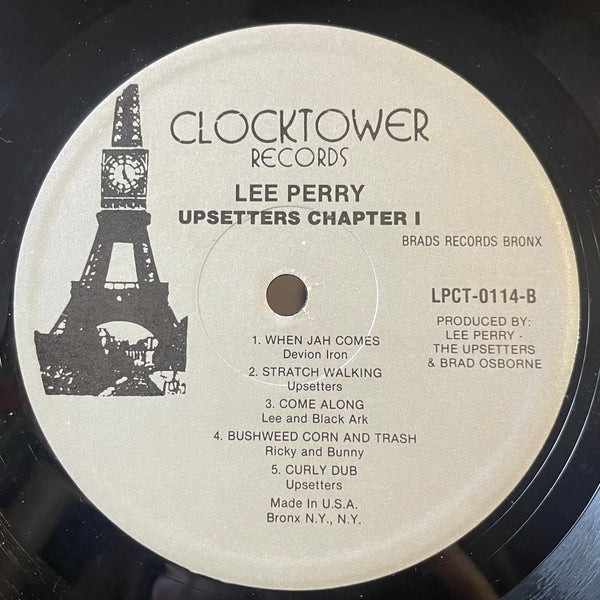 CLOCKTOWER
RECORDS
LEE PERRY
UPSETTERS CHAPTER I
BRADS RECORDS BRONX
LPCT-0114-B
PRODUCED BY:
LEE PERRY -
THE UPSETTERS
& BRAD OSBORNE
1. WHEN JAH COMES
Devion Iron
2. STRATCH WALKING
Upsetters
3. COME ALONG
Lee and Black Ark
4. BUSHWEED CORN AND TRASH
Ricky and Bunny
5. CURLY DUB
Upsetters
Made In U.S.A.
Bronx N.Y., N.Y.